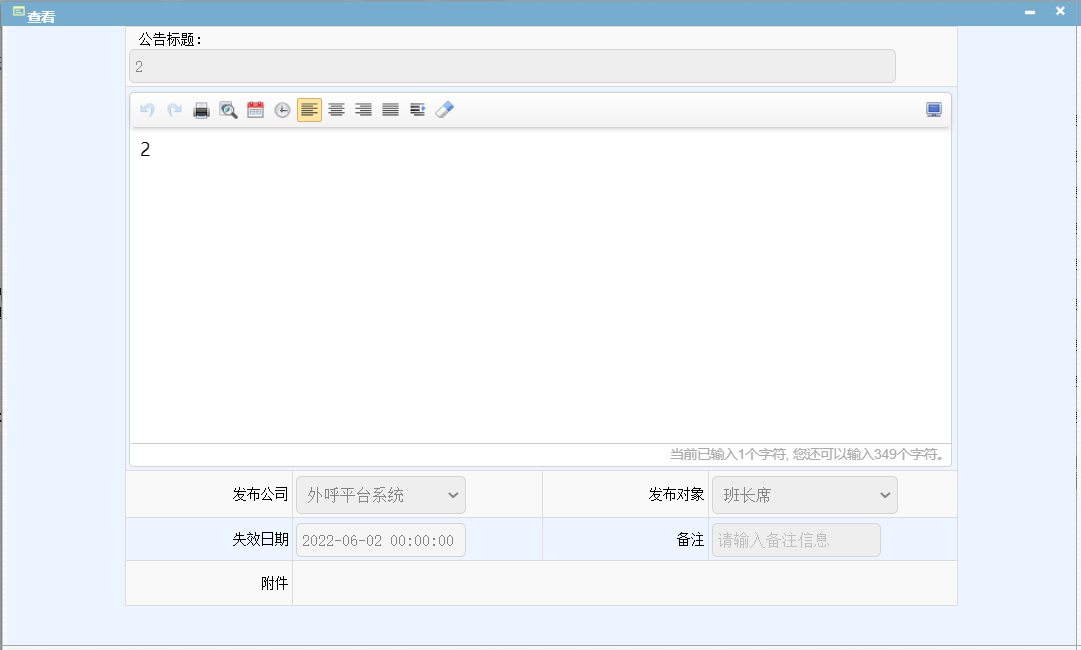 查看
公告标题：
2
2
当前已输入1个字符, 您还可以输入349个字符。
发布公司 外呼平台系统 发布对象 班长席
失效日期 2022-06-02 00:00:00 备注 请输入备注信息
附件